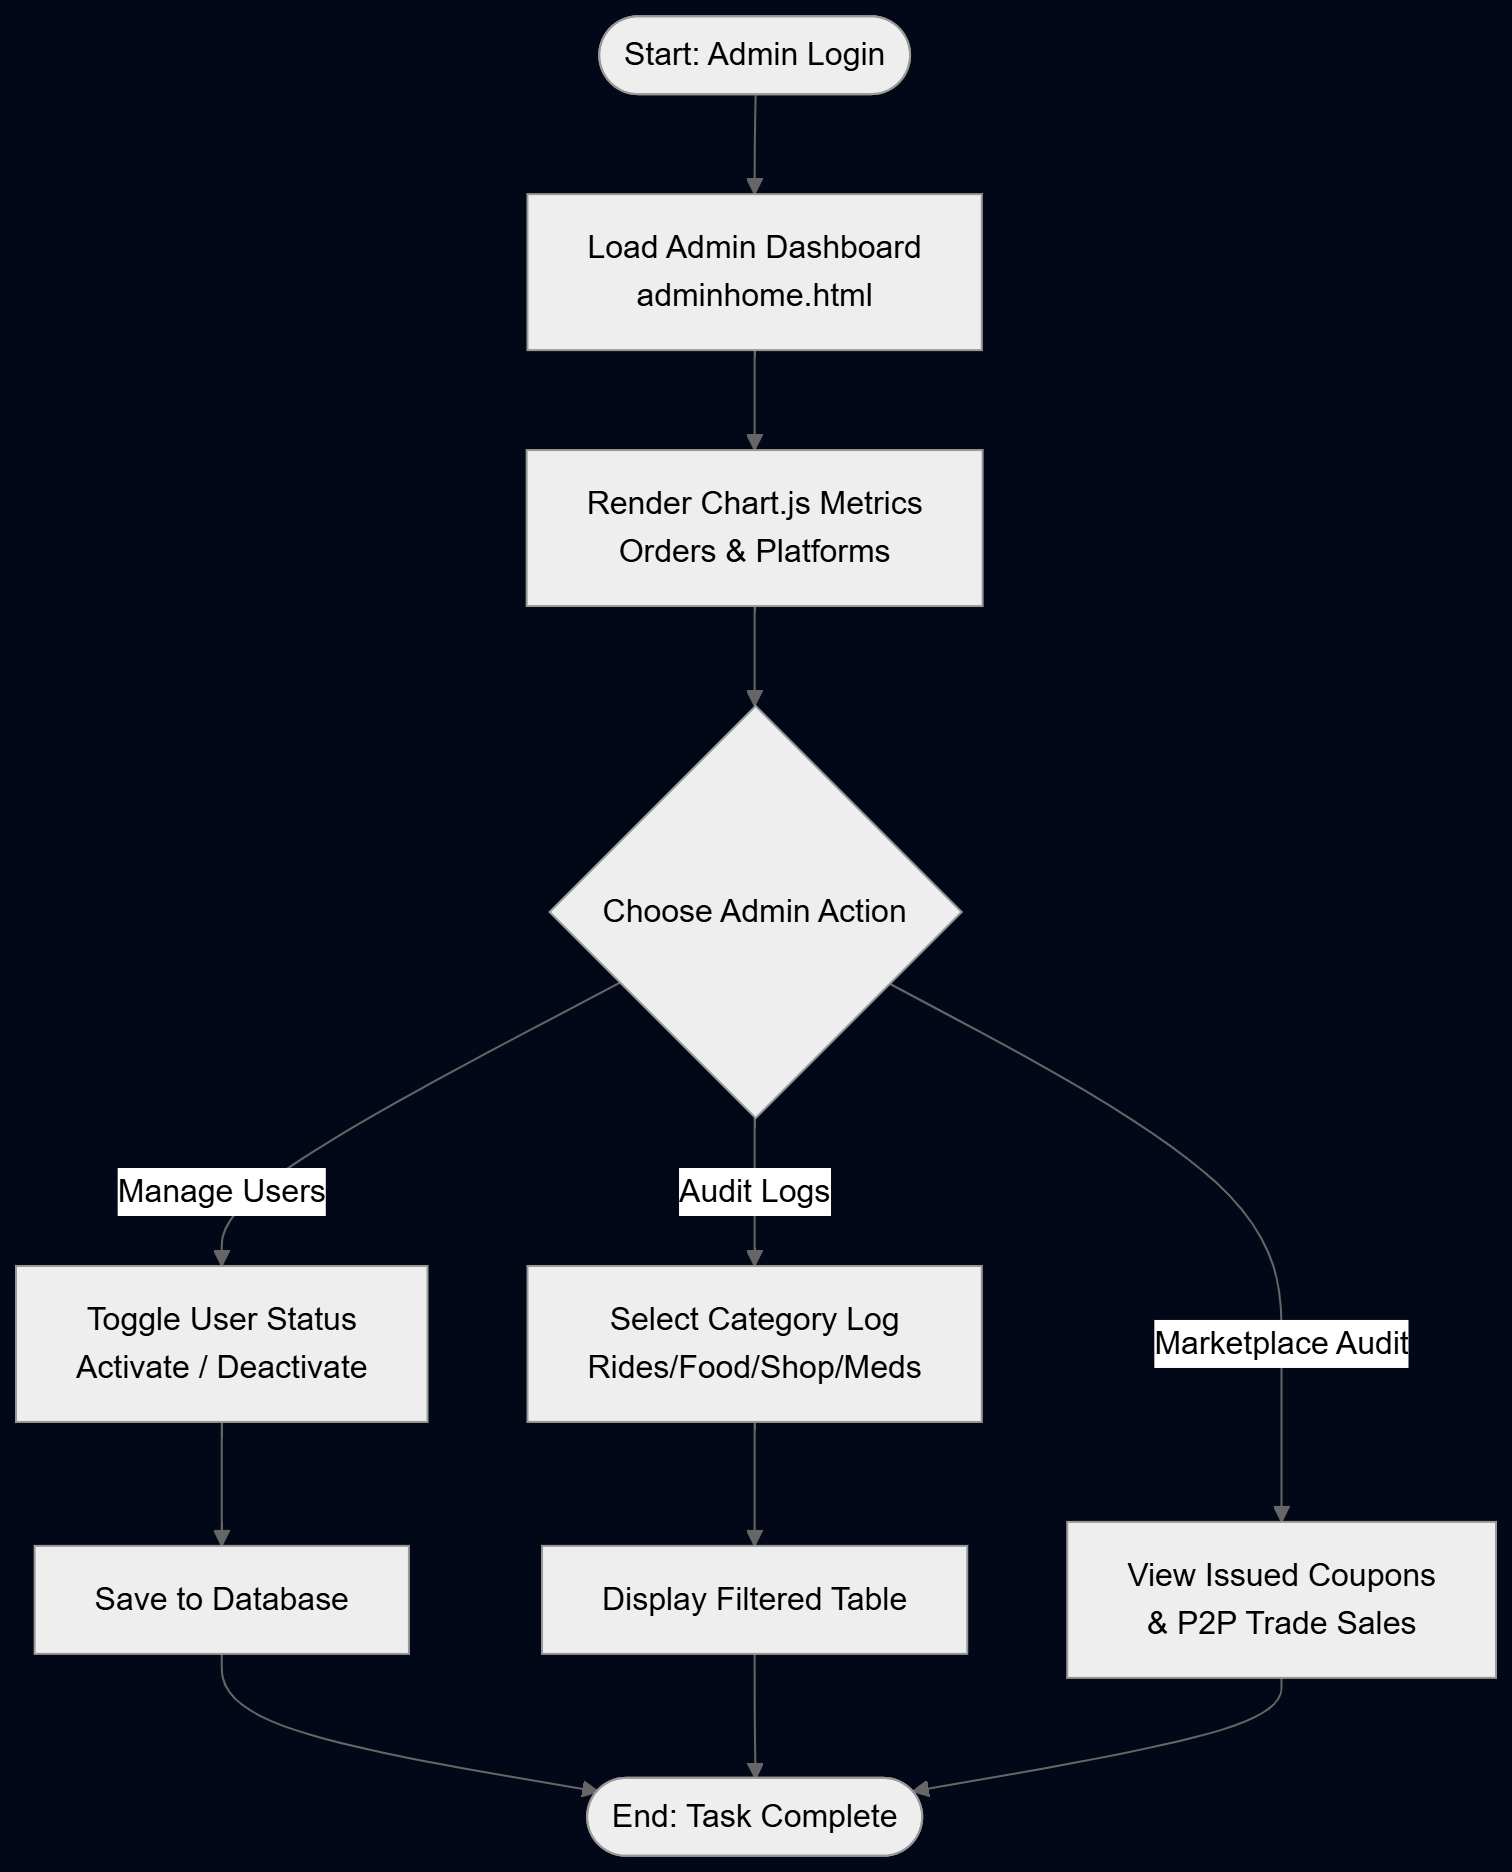 Start: Admin Login
Load Admin Dashboard
adminhome.html
Render Chart.js Metrics
Orders & Platforms
Choose Admin Action
Manage Users
Audit Logs
Marketplace Audit
Toggle User Status
Activate / Deactivate
Select Category Log
Rides/Food/Shop/Meds
Save to Database
Display Filtered Table
View Issued Coupons
& P2P Trade Sales
End: Task Complete